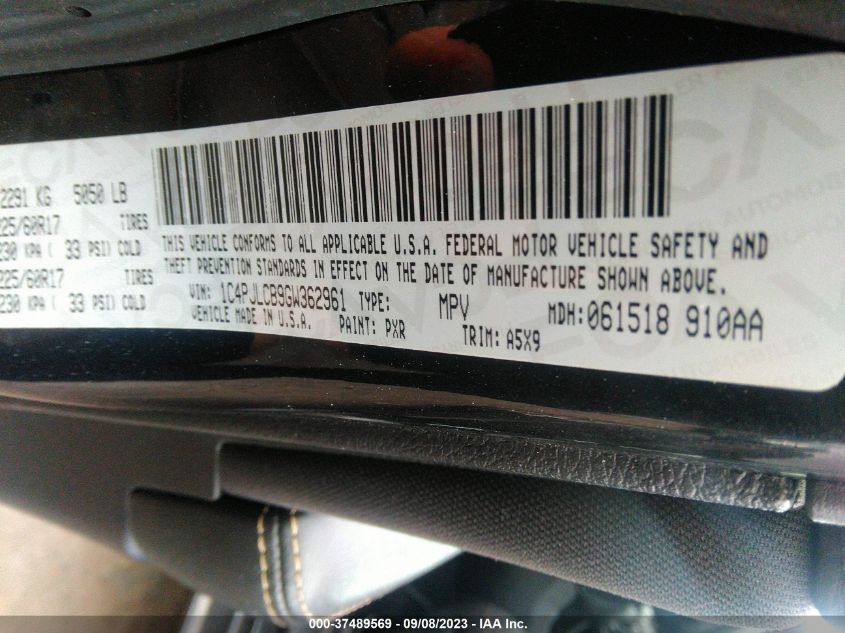 2291 KG 5050 LB
25/60R17 TIRES
230 KPA ( 33 PSI) COLD
25/60R17 TIRES
230 KPA ( 33 PSI) COLD
THIS VEHICLE CONFORMS TO ALL APPLICABLE U.S.A. FEDERAL MOTOR VEHICLE SAFETY AND
THEFT PREVENTION STANDARDS IN EFFECT ON THE DATE OF MANUFACTURE SHOWN ABOVE.
VIN: 1C4PJLCB9GW362961 TYPE: MPV MDH:061518 910AA
VEHICLE MADE IN U.S.A. PAINT: PXR TRIM: A5X9
000-37489569 - 09/08/2023 - IAA Inc.